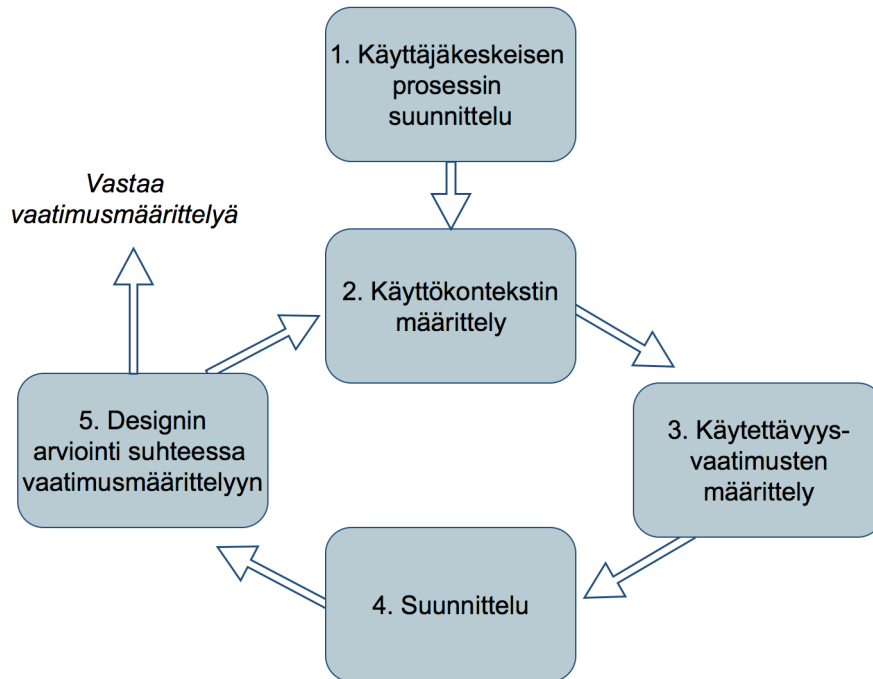 1. Käyttäjäkeskeisen
prosessin
suunnittelu
Vastaa
vaatimusmäärittelyä
2. Käyttökontekstin
määrittely
3. Käytettävyys-
vaatimusten
määrittely
4. Suunnittelu
5. Designin
arviointi suhteessa
vaatimusmäärittelyyn